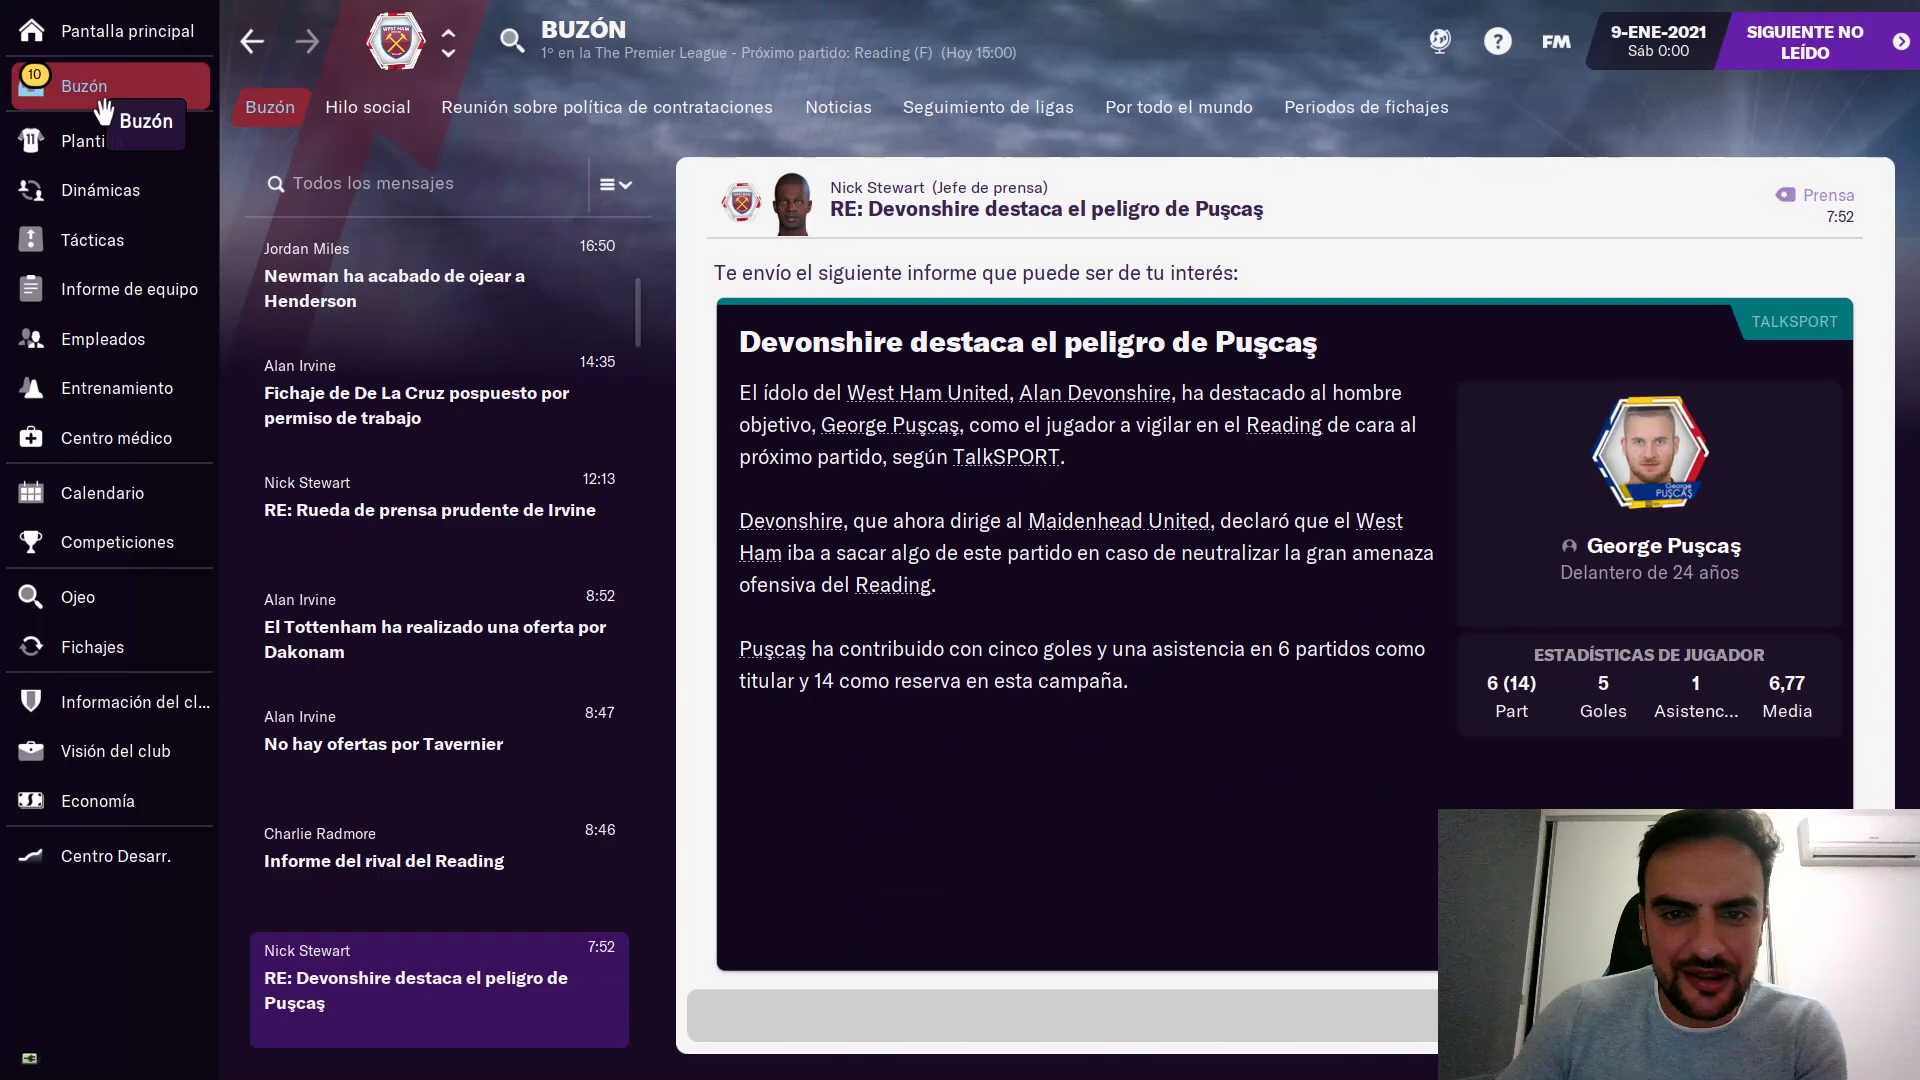 Pantalla principal
10
Buzón
Buzón
Planti
Dinámicas
Tácticas
Informe de equipo
Empleados
Entrenamiento
Centro médico
Calendario
Competiciones
Ojeo
Fichajes
Información del cl...
Visión del club
Economía
Centro Desarr.
BUZÓN
1º en la The Premier League - Próximo partido: Reading (F) (Hoy 15:00)
FM
9-ENE-2021
Sáb 0:00
SIGUIENTE NO
LEÍDO
Buzón
Hilo social
Reunión sobre política de contrataciones
Noticias
Seguimiento de ligas
Por todo el mundo
Periodos de fichajes
Todos los mensajes
Jordan Miles
16:50
Newman ha acabado de ojear a
Henderson
Alan Irvine
14:35
Fichaje de De La Cruz pospuesto por
permiso de trabajo
Nick Stewart
12:13
RE: Rueda de prensa prudente de Irvine
Alan Irvine
8:52
El Tottenham ha realizado una oferta por
Dakonam
Alan Irvine
8:47
No hay ofertas por Tavernier
Charlie Radmore
8:46
Informe del rival del Reading
Nick Stewart
7:52
RE: Devonshire destaca el peligro de
Puşcaş
Nick Stewart (Jefe de prensa)
RE: Devonshire destaca el peligro de Puşcaş
Prensa
7:52
Te envío el siguiente informe que puede ser de tu interés:
TALKSPORT
Devonshire destaca el peligro de Puşcaş
El ídolo del West Ham United, Alan Devonshire, ha destacado al hombre
objetivo, George Puşcaş, como el jugador a vigilar en el Reading de cara al
próximo partido, según TalkSPORT.
Devonshire, que ahora dirige al Maidenhead United, declaró que el West
Ham iba a sacar algo de este partido en caso de neutralizar la gran amenaza
ofensiva del Reading.
Puşcaş ha contribuido con cinco goles y una asistencia en 6 partidos como
titular y 14 como reserva en esta campaña.
George
PUŞCAŞ
George Puşcaş
Delantero de 24 años
ESTADÍSTICAS DE JUGADOR
6 (14) 5 1 6,77
Part Goles Asistenc... Media